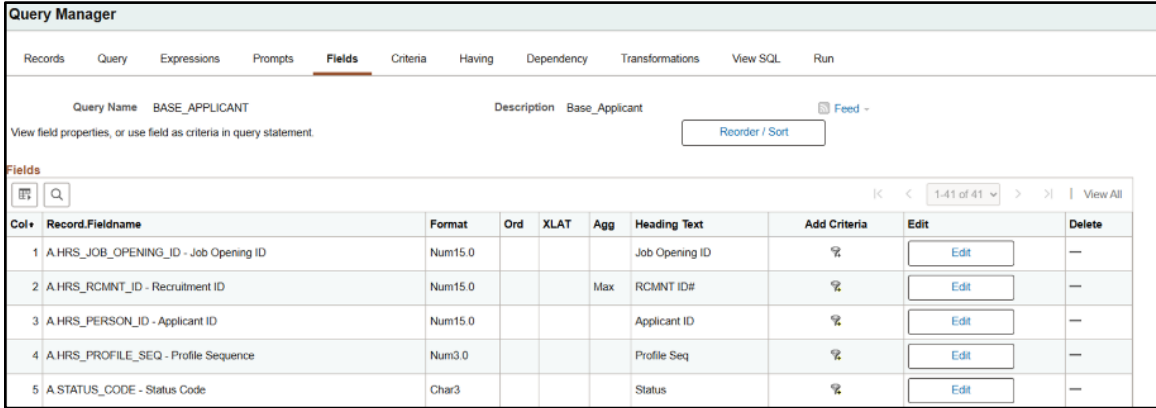 Query Manager
Records Query Expressions Prompts Fields Criteria Having Dependency Transformations View SQL Run
Query Name BASE_APPLICANT Description Base_Applicant Feed
View field properties, or use field as criteria in query statement. Reorder / Sort
Fields
1-41 of 41 View All
Col Record.Fieldname Format Ord XLAT Agg Heading Text Add Criteria Edit Delete
1 A.HRS_JOB_OPENING_ID - Job Opening ID Num15.0 Job Opening ID Edit
2 A.HRS_RCMNT_ID - Recruitment ID Num15.0 Max RCMNT ID# Edit
3 A.HRS_PERSON_ID - Applicant ID Num15.0 Applicant ID Edit
4 A.HRS_PROFILE_SEQ - Profile Sequence Num3.0 Profile Seq Edit
5 A.STATUS_CODE - Status Code Char3 Status Edit